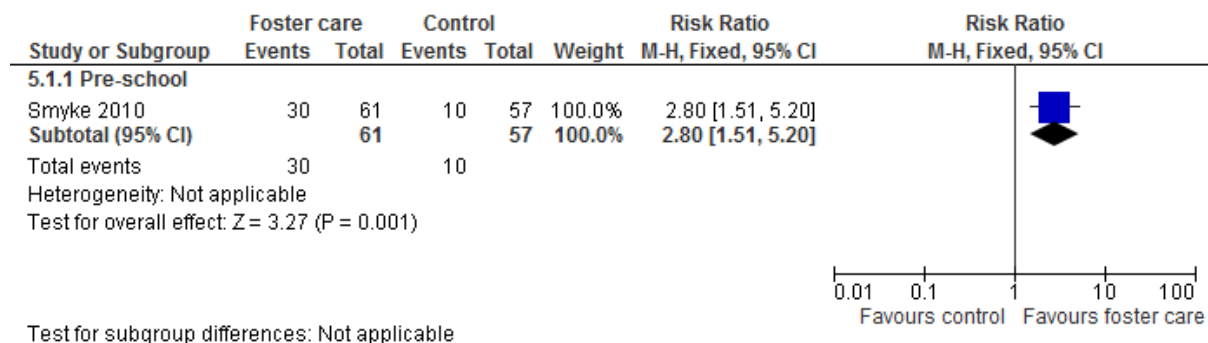 Foster care Control Risk Ratio Risk Ratio
Study or Subgroup Events Total Events Total Weight M-H, Fixed, 95% CI M-H, Fixed, 95% CI
5.1.1 Pre-school
Smyke 2010 30 61 10 57 100.0% 2.80 [1.51, 5.20]
Subtotal (95% CI) 61 57 100.0% 2.80 [1.51, 5.20]
Total events 30 10
Heterogeneity: Not applicable
Test for overall effect: Z = 3.27 (P = 0.001)
0.01 0.1 1 10 100
Favours control Favours foster care
Test for subgroup differences: Not applicable